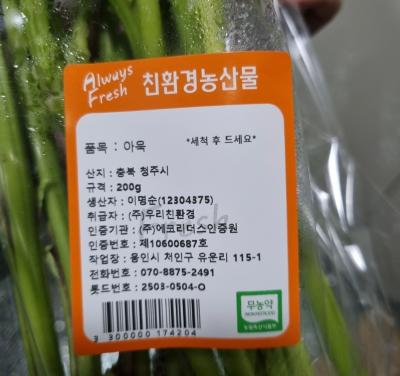 Always Fresh 친환경농산물
품목 : 아욱 *세척 후 드세요*
산지 : 충북 청주시
규격 : 200g
생산자 : 이명순(12304375)
취급자 : (주)우리친환경
인증기관 : (주)에코리더스인증원
인증번호 : 제10600687호
작업장 : 용인시 처인구 유운리 115-1
전화번호 : 070-8875-2491
롯드번호 : 2503-0504-O
무농약
3 300000 174204